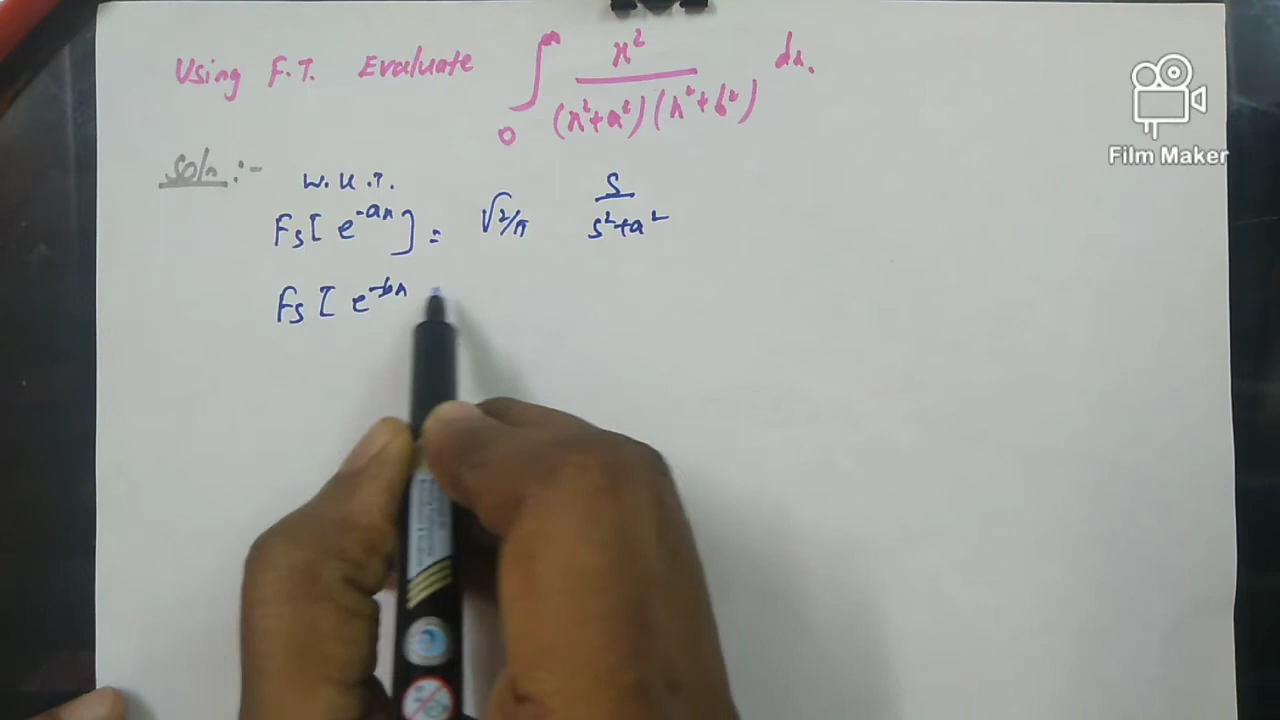 Using F.T. Evaluate ∫₀^∞ x² / (x²+a²)(x²+b²) dx.
Soln:-
W.K.T.
Fs[e^-ax] = √2/π s/s²+a²
Fs[e^-bx
Film Maker